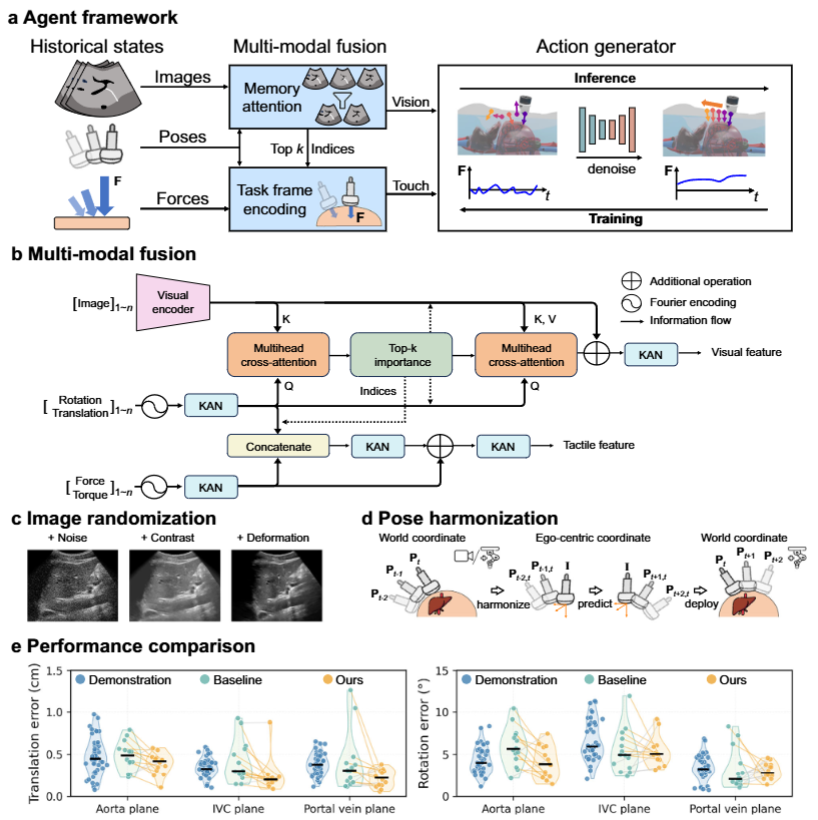 a Agent framework
Historical states
Multi-modal fusion
Action generator
Images
Poses
Forces
F
Memory
attention
Top k Indices
Task frame
encoding
F
Vision
Touch
Inference
denoise
F
t
F
t
Training
b Multi-modal fusion
[Image]1~n
Visual
encoder
K
K, V
Multihead
cross-attention
Top-k
importance
Multihead
cross-attention
KAN
Visual feature
Additional operation
Fourier encoding
Information flow
Q
Indices
Q
[Rotation
Translation]1~n
KAN
Concatenate
KAN
KAN
Tactile feature
[Force
Torque]1~n
KAN
c Image randomization
+ Noise
+ Contrast
+ Deformation
d Pose harmonization
World coordinate
Ego-centric coordinate
World coordinate
Pt
Pt-1
Pt-2
harmonize
Pt-2,t
Pt-1,t
I
predict
I
Pt+1,t
Pt+2,t
deploy
Pt
Pt+1
Pt+2
e Performance comparison
Translation error (cm)
1.5
1.0
0.5
0.0
Demonstration
Baseline
Ours
Aorta plane
IVC plane
Portal vein plane
Rotation error (°)
15
10
5
0
Demonstration
Baseline
Ours
Aorta plane
IVC plane
Portal vein plane